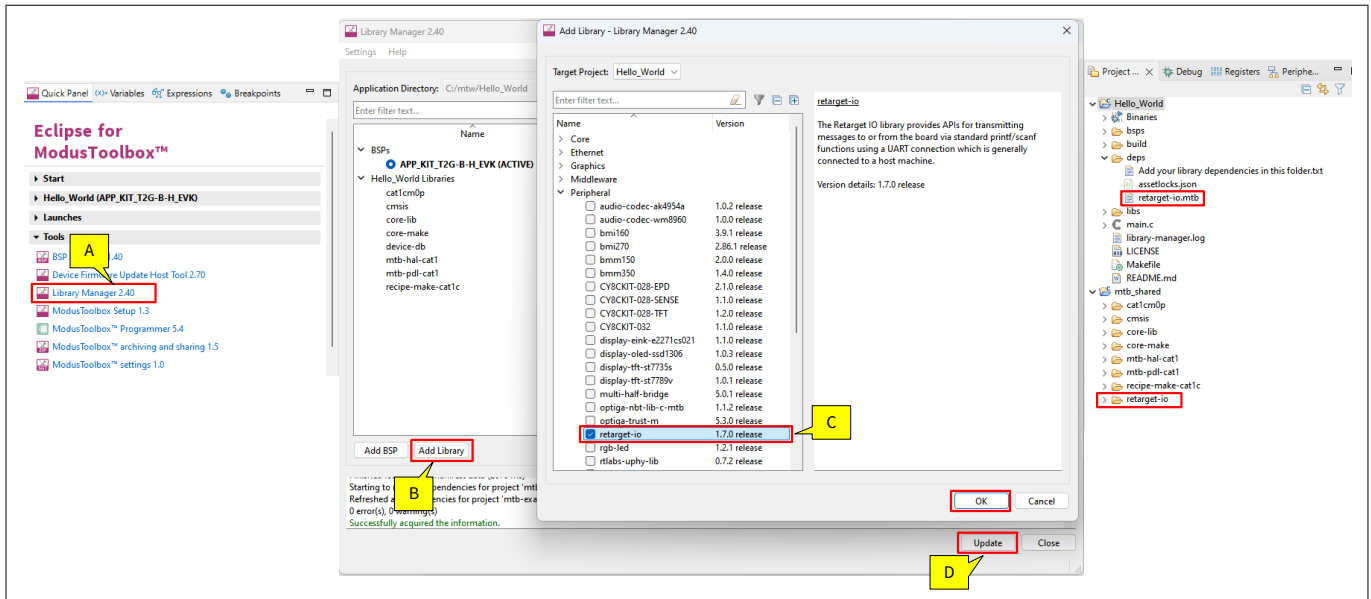 Quick Panel
(x)= Variables
Expressions
Breakpoints
Eclipse for
ModusToolbox™
Start
Hello_World (APP_KIT_T2G-B-H_EVK)
Launches
Tools
A
BSP
1.40
Device Firmware Update Host Tool 2.70
Library Manager 2.40
ModusToolbox Setup 1.3
ModusToolbox™ Programmer 5.4
ModusToolbox™ archiving and sharing 1.5
ModusToolbox™ settings 1.0
Library Manager 2.40
Settings Help
Application Directory: C:/mtw/Hello_World
Enter filter text...
Name
BSPs
APP_KIT_T2G-B-H_EVK (ACTIVE)
Hello_World Libraries
cat1cm0p
cmsis
core-lib
core-make
device-db
mtb-hal-cat1
mtb-pdl-cat1
recipe-make-cat1c
Add BSP
Add Library
B
Starting to
endencies for project 'mtl
Refreshed
encies for project 'mtb-exa
0 error(s), 0 warning(s)
Successfully acquired the information.
Update
Close
D
Add Library - Library Manager 2.40
Target Project: Hello_World
Enter filter text...
Name Version
Core
Ethernet
Graphics
Middleware
Peripheral
audio-codec-ak4954a 1.0.2 release
audio-codec-wm8960 1.0.0 release
bmi160 3.9.1 release
bmi270 2.86.1 release
bmm150 2.0.0 release
bmm350 1.4.0 release
CY8CKIT-028-EPD 2.1.0 release
CY8CKIT-028-SENSE 1.1.0 release
CY8CKIT-028-TFT 1.2.0 release
CY8CKIT-032 1.1.0 release
display-eink-e2271cs021 1.1.0 release
display-oled-ssd1306 1.0.3 release
display-tft-st7735s 0.5.0 release
display-tft-st7789v 1.0.1 release
multi-half-bridge 5.0.1 release
optiga-nbt-lib-c-mtb 1.1.2 release
optiga-trust-m 5.3.0 release
retarget-io 1.7.0 release
rgb-led 1.2.1 release
rtlabs-uphy-lib 0.7.2 release
C
retarget-io
The Retarget IO library provides APIs for transmitting
messages to or from the board via standard printf/scanf
functions using a UART connection which is generally
connected to a host machine.
Version details: 1.7.0 release
OK
Cancel
Project ...
Debug
Registers
Periphe...
Hello_World
Binaries
bsps
build
deps
Add your library dependencies in this folder.txt
assetlocks.json
retarget-io.mtb
libs
main.c
library-manager.log
LICENSE
Makefile
README.md
mtb_shared
cat1cm0p
cmsis
core-lib
core-make
mtb-hal-cat1
mtb-pdl-cat1
recipe-make-cat1c
retarget-io